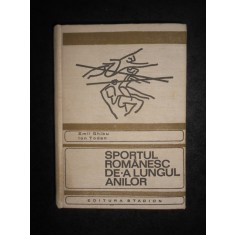 Emil Ghibu
Ion Todan
SPORTUL
ROMÂNESC
DE-A LUNGUL
ANILOR
EDITURA STADION